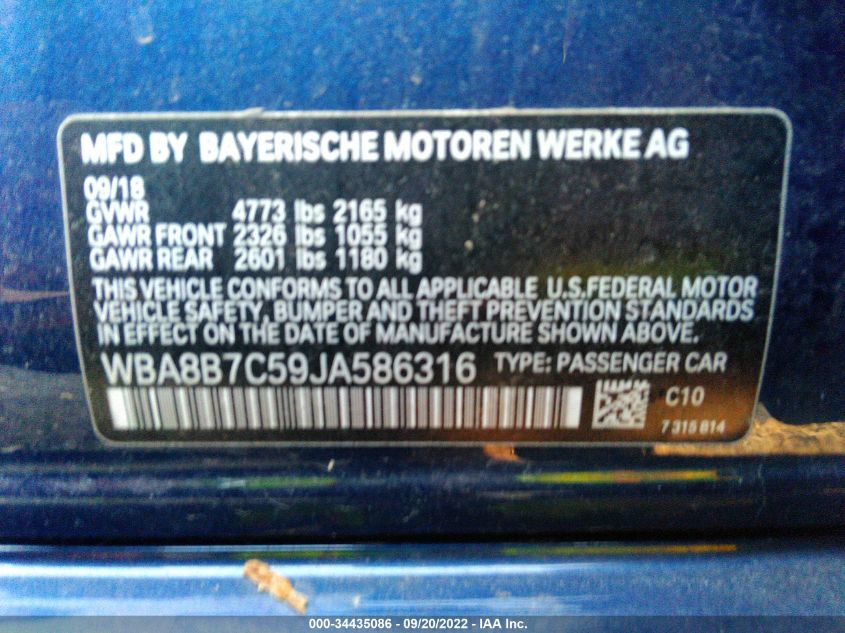 MFD BY BAYERISCHE MOTOREN WERKE AG
09/18
GVWR 4773 lbs 2165 kg
GAWR FRONT 2326 lbs 1055 kg
GAWR REAR 2601 lbs 1180 kg
THIS VEHICLE CONFORMS TO ALL APPLICABLE U.S.FEDERAL MOTOR
VEHICLE SAFETY, BUMPER AND THEFT PREVENTION STANDARDS
IN EFFECT ON THE DATE OF MANUFACTURE SHOWN ABOVE.
WBA8B7C59JA586316 TYPE: PASSENGER CAR
C10
7 315 814
000-34435086 - 09/20/2022 - IAA Inc.